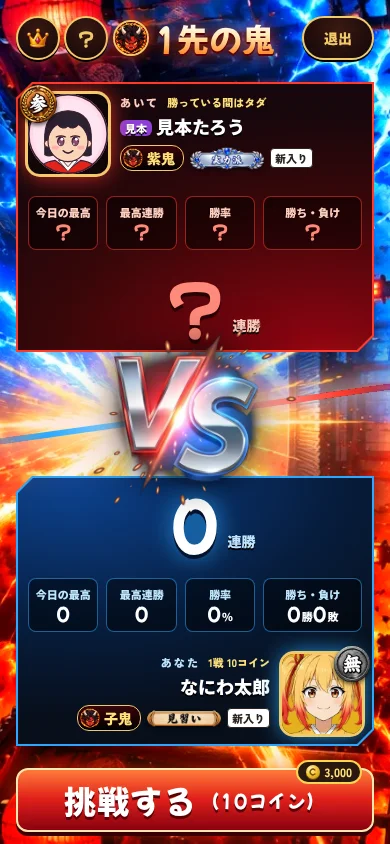 ?
1先の鬼
退出
参
あいて 勝っている間はタダ
見本 見本たろう
紫鬼
新入り
今日の最高 最高連勝 勝率 勝ち・負け
? ? ? ?
? 連勝
VS
0 連勝
今日の最高 最高連勝 勝率 勝ち・負け
0 0 0% 0勝0敗
あなた 1戦 10コイン
無
なにわ太郎
子鬼 見習い 新入り
C 3,000
挑戦する (10コイン)